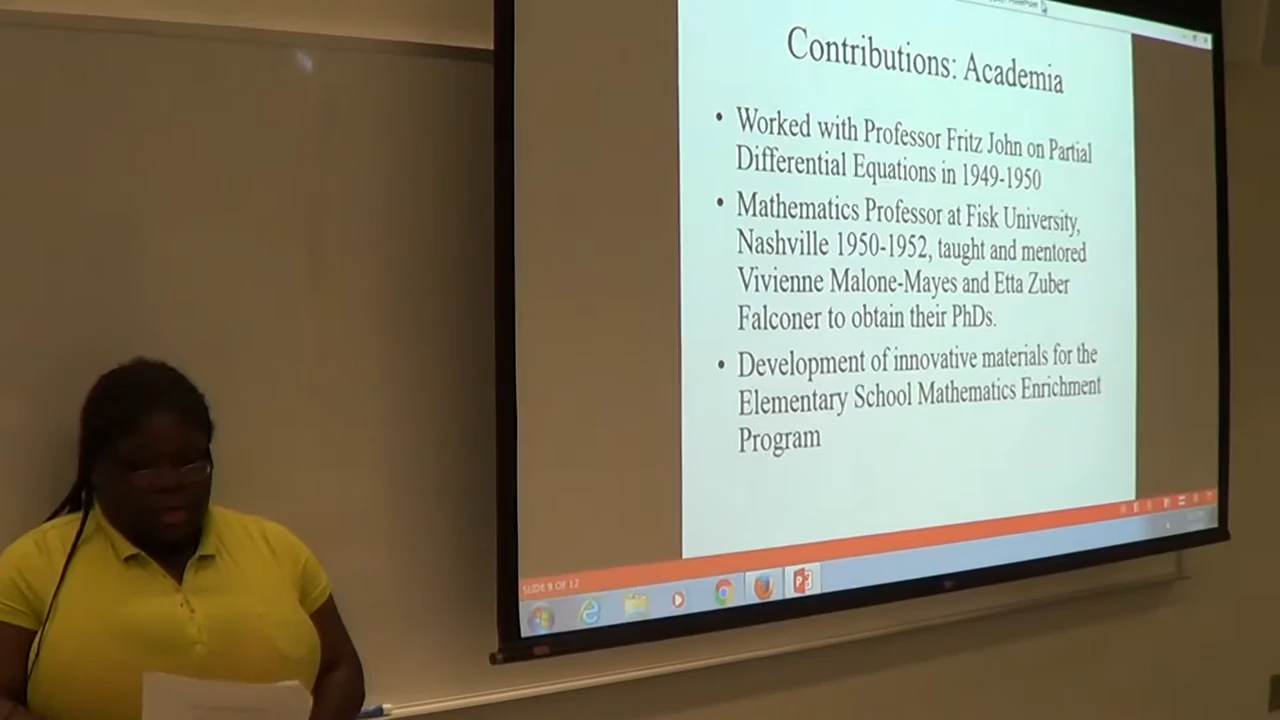 Contributions: Academia
• Worked with Professor Fritz John on Partial
Differential Equations in 1949-1950
• Mathematics Professor at Fisk University,
Nashville 1950-1952, taught and mentored
Vivienne Malone-Mayes and Etta Zuber
Falconer to obtain their PhDs.
• Development of innovative materials for the
Elementary School Mathematics Enrichment
Program
SLIDE 9 OF 12